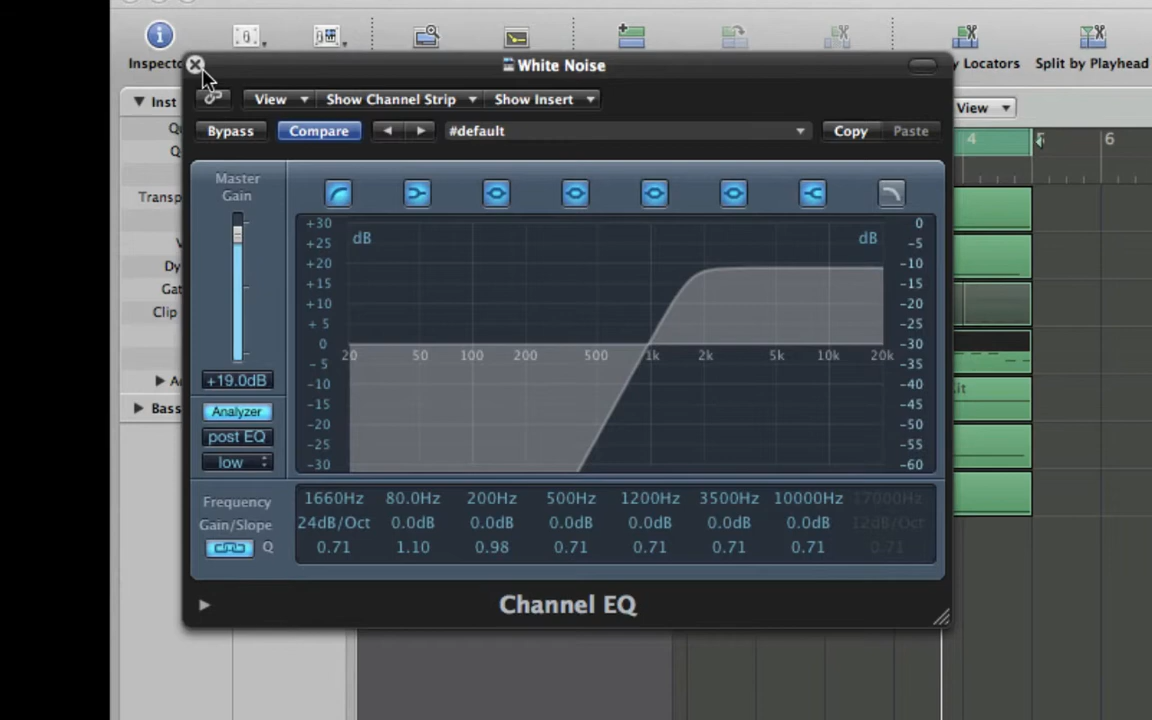 Inspecto
y Locators
Split by Playhead
White Noise
View
Show Channel Strip
Show Insert
Bypass
Compare
#default
Copy
Paste
Inst
Q
Q
Transp
V
Dy
Gat
Clip
A
Bass
View
4
5
6
it
Master
Gain
+19.0dB
Analyzer
post EQ
low
dB
dB
+30
+25
+20
+15
+10
+ 5
0
- 5
-10
-15
-20
-25
-30
20 50 100 200 500 1k 2k 5k 10k 20k
0
-5
-10
-15
-20
-25
-30
-35
-40
-45
-50
-55
-60
Frequency 1660Hz 80.0Hz 200Hz 500Hz 1200Hz 3500Hz 10000Hz 17000Hz
Gain/Slope 24dB/Oct 0.0dB 0.0dB 0.0dB 0.0dB 0.0dB 0.0dB 12dB/Oct
Q 0.71 1.10 0.98 0.71 0.71 0.71 0.71 0.71
Channel EQ